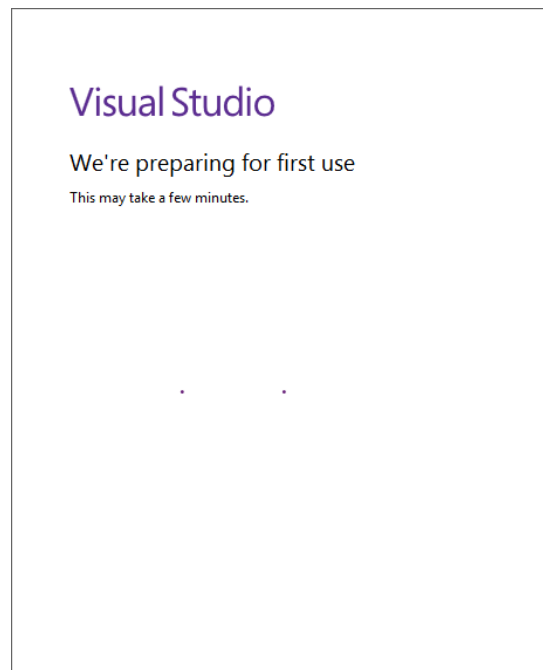 Visual Studio
We're preparing for first use
This may take a few minutes.